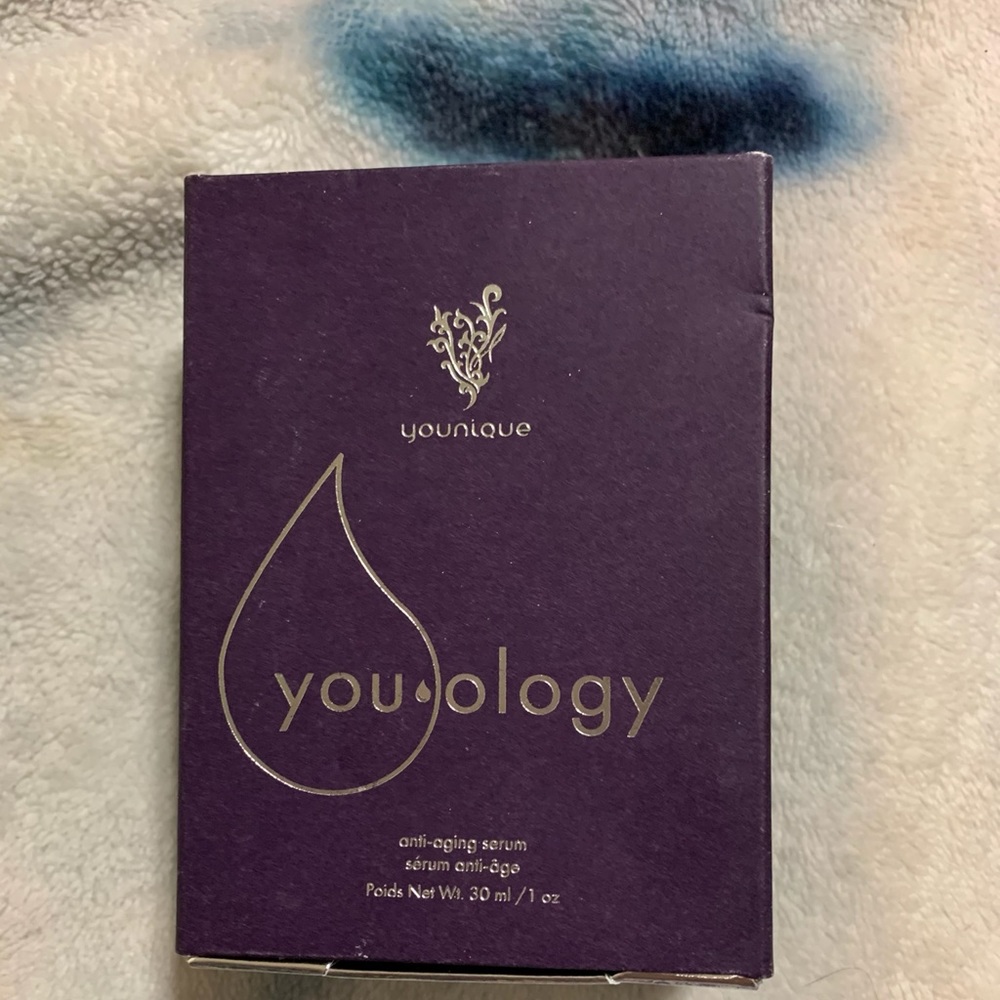 younique
you·ology
anti-aging serum
sérum anti-âge
Poids Net Wt. 30 ml / 1 oz